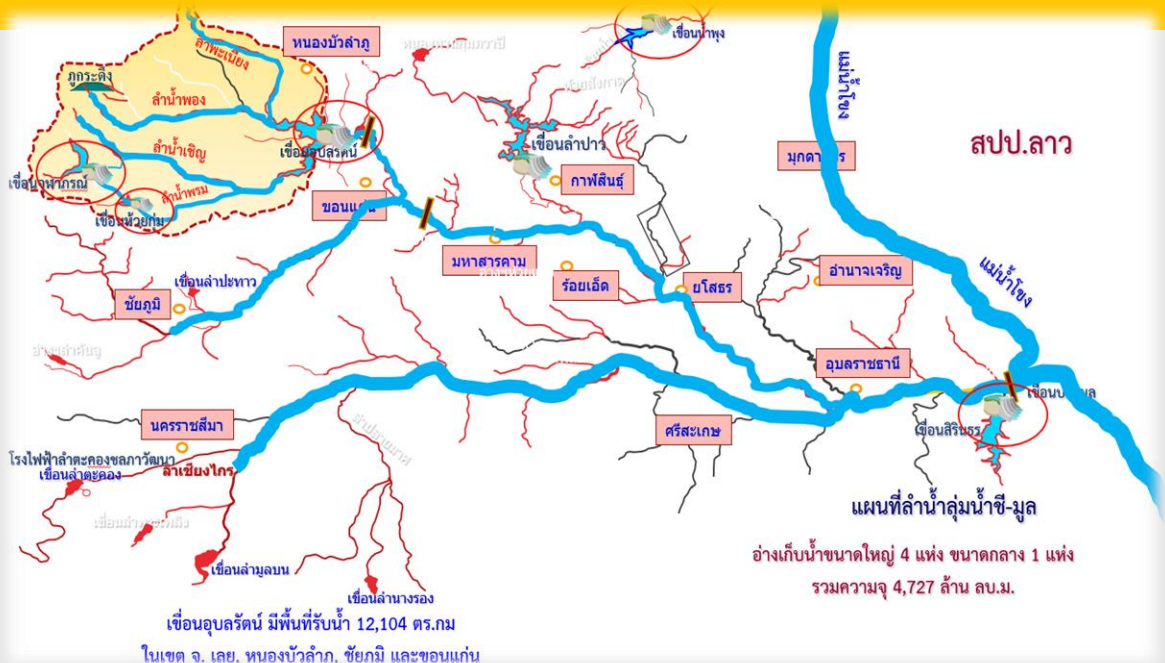 หนองบัวลำภู
เขื่อนน้ำพุง
ลำพะเนียง
ภูกระดึง
ลำน้ำพอง
แม่น้ำโขง
สปป.ลาว
เขื่อนอุบลรัตน์
เขื่อนลำปาว
ลำน้ำเชิญ
กาฬสินธุ์
เขื่อนจุฬาภรณ์
ลำน้ำพรม
เขื่อนห้วยกุ่ม
ขอนแก่น
มหาสารคาม
ร้อยเอ็ด
ยโสธร
อำนาจเจริญ
แม่น้ำโขง
เขื่อนลำปะทาว
ชัยภูมิ
อุบลราชธานี
นครราชสีมา
ศรีสะเกษ
เขื่อนสิรินธร
โรงไฟฟ้าลำตะคองชลภาวัฒนา
ลำเชียงไกร
เขื่อนลำตะคอง
ลำปลายมาศ
เขื่อนลำมูลบน
เขื่อนลำนางรอง
แผนที่ลำน้ำลุ่มน้ำชี-มูล
อ่างเก็บน้ำขนาดใหญ่ 4 แห่ง ขนาดกลาง 1 แห่ง
รวมความจุ 4,727 ล้าน ลบ.ม.
เขื่อนอุบลรัตน์ มีพื้นที่รับน้ำ 12,104 ตร.กม
ในเขต จ. เลย, หนองบัวลำภู, ชัยภูมิ และขอนแก่น